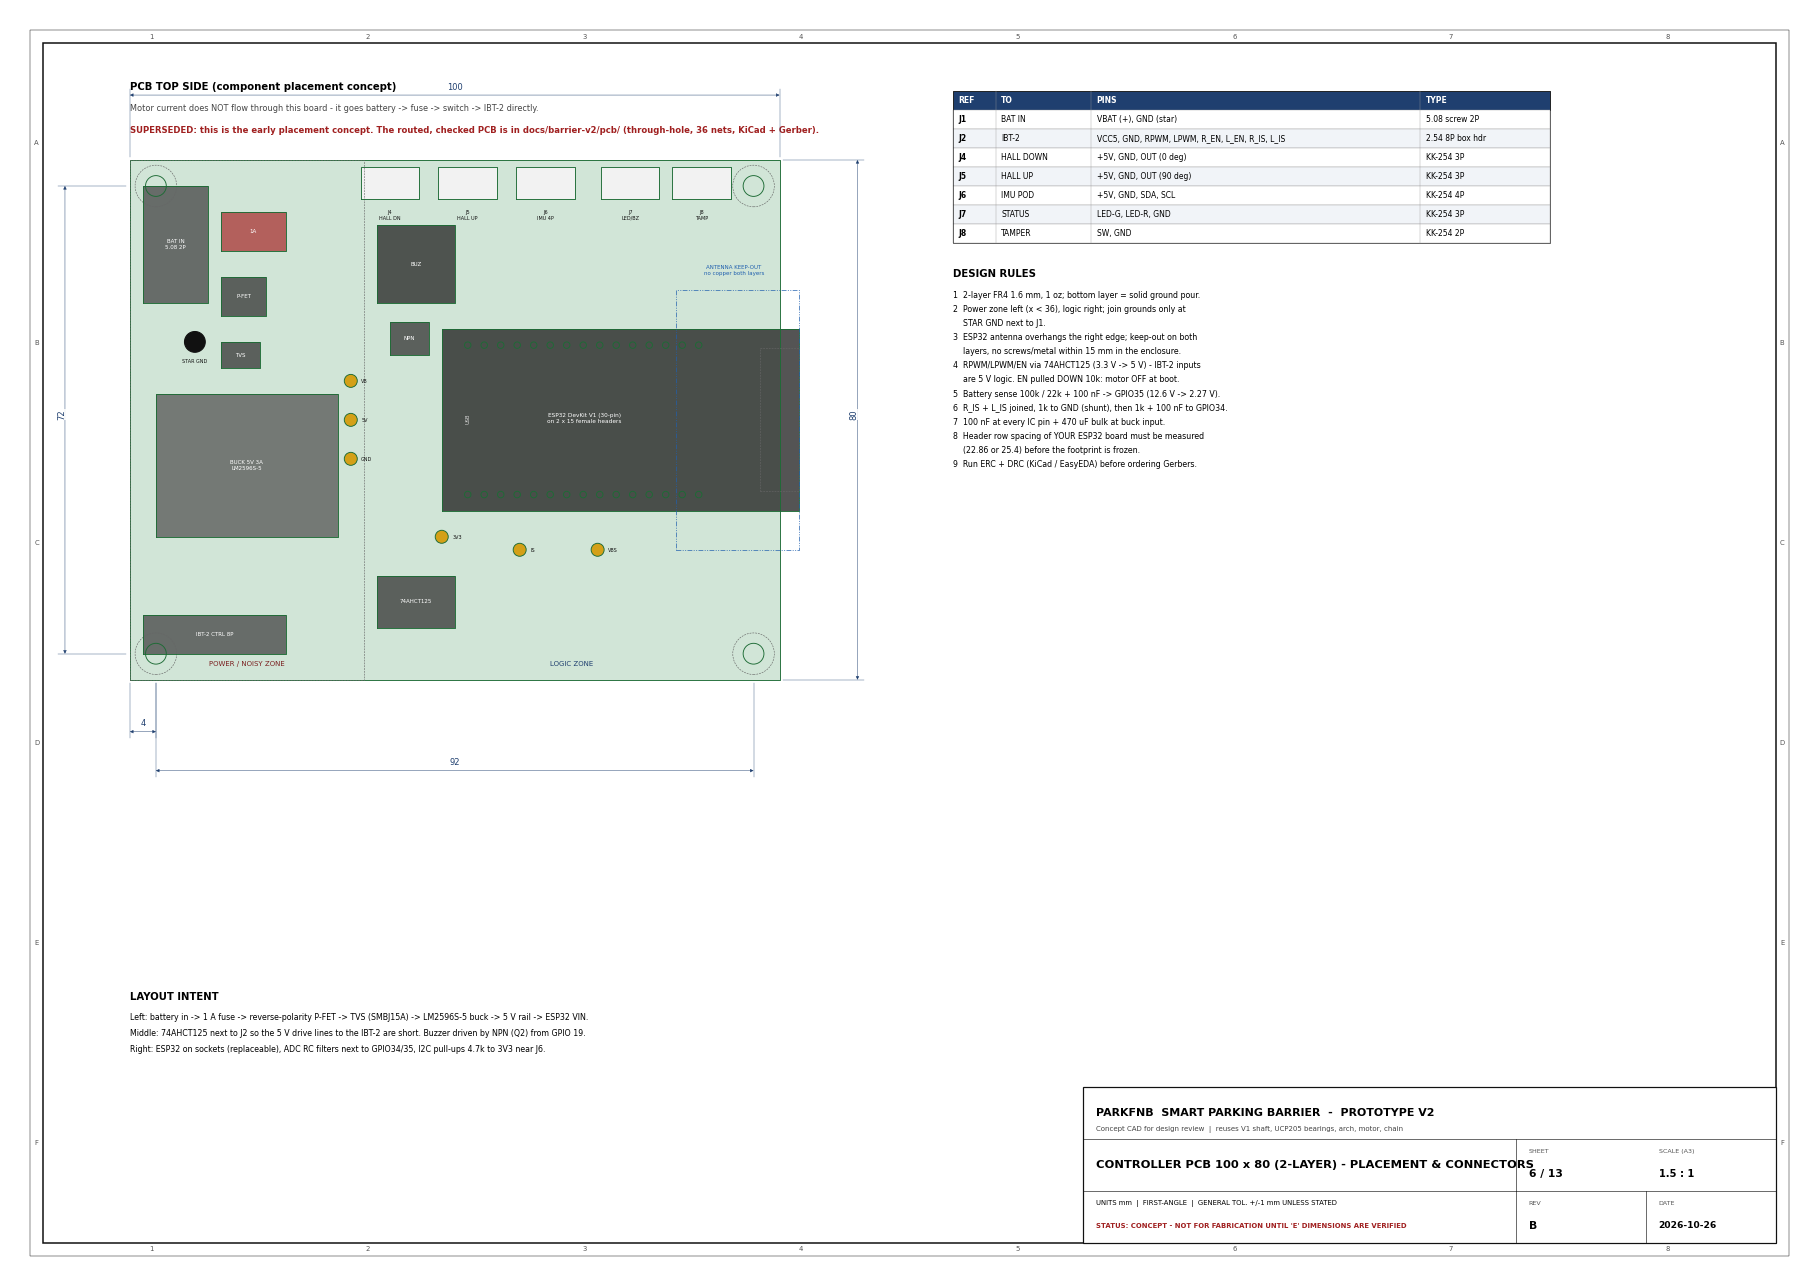 1 2 3 4 5 6 7 8
PCB TOP SIDE (component placement concept)
100
Motor current does NOT flow through this board - it goes battery -> fuse -> switch -> IBT-2 directly.
SUPERSEDED: this is the early placement concept. The routed, checked PCB is in docs/barrier-v2/pcb/ (through-hole, 36 nets, KiCad + Gerber).
A
B
C
D
E
F
J4
HALL DN
J5
HALL UP
J6
IMU 4P
J7
LED/BZ
J8
TAMP
BAT IN
5.08 2P
1A
P-FET
TVS
STAR GND
BUZ
NPN
ANTENNA KEEP-OUT
no copper both layers
VB
5V
GND
USB
ESP32 DevKit V1 (30-pin)
on 2 x 15 female headers
BUCK 5V 3A
LM2596S-5
3V3
IS
VBS
74AHCT125
IBT-2 CTRL 8P
POWER / NOISY ZONE
LOGIC ZONE
72
80
4
92
REF TO PINS TYPE
J1 BAT IN VBAT (+), GND (star) 5.08 screw 2P
J2 IBT-2 VCC5, GND, RPWM, LPWM, R_EN, L_EN, R_IS, L_IS 2.54 8P box hdr
J4 HALL DOWN +5V, GND, OUT (0 deg) KK-254 3P
J5 HALL UP +5V, GND, OUT (90 deg) KK-254 3P
J6 IMU POD +5V, GND, SDA, SCL KK-254 4P
J7 STATUS LED-G, LED-R, GND KK-254 3P
J8 TAMPER SW, GND KK-254 2P
DESIGN RULES
1 2-layer FR4 1.6 mm, 1 oz; bottom layer = solid ground pour.
2 Power zone left (x < 36), logic right; join grounds only at
STAR GND next to J1.
3 ESP32 antenna overhangs the right edge; keep-out on both
layers, no screws/metal within 15 mm in the enclosure.
4 RPWM/LPWM/EN via 74AHCT125 (3.3 V -> 5 V) - IBT-2 inputs
are 5 V logic. EN pulled DOWN 10k: motor OFF at boot.
5 Battery sense 100k / 22k + 100 nF -> GPIO35 (12.6 V -> 2.27 V).
6 R_IS + L_IS joined, 1k to GND (shunt), then 1k + 100 nF to GPIO34.
7 100 nF at every IC pin + 470 uF bulk at buck input.
8 Header row spacing of YOUR ESP32 board must be measured
(22.86 or 25.4) before the footprint is frozen.
9 Run ERC + DRC (KiCad / EasyEDA) before ordering Gerbers.
A
B
C
D
E
F
LAYOUT INTENT
Left: battery in -> 1 A fuse -> reverse-polarity P-FET -> TVS (SMBJ15A) -> LM2596S-5 buck -> 5 V rail -> ESP32 VIN.
Middle: 74AHCT125 next to J2 so the 5 V drive lines to the IBT-2 are short. Buzzer driven by NPN (Q2) from GPIO 19.
Right: ESP32 on sockets (replaceable), ADC RC filters next to GPIO34/35, I2C pull-ups 4.7k to 3V3 near J6.
PARKFNB SMART PARKING BARRIER - PROTOTYPE V2
Concept CAD for design review | reuses V1 shaft, UCP205 bearings, arch, motor, chain
CONTROLLER PCB 100 x 80 (2-LAYER) - PLACEMENT & CONNECTORS
SHEET
6 / 13
SCALE (A3)
1.5 : 1
UNITS mm | FIRST-ANGLE | GENERAL TOL. +/-1 mm UNLESS STATED
STATUS: CONCEPT - NOT FOR FABRICATION UNTIL 'E' DIMENSIONS ARE VERIFIED
REV
B
DATE
2026-10-26
1 2 3 4 5 6 7 8